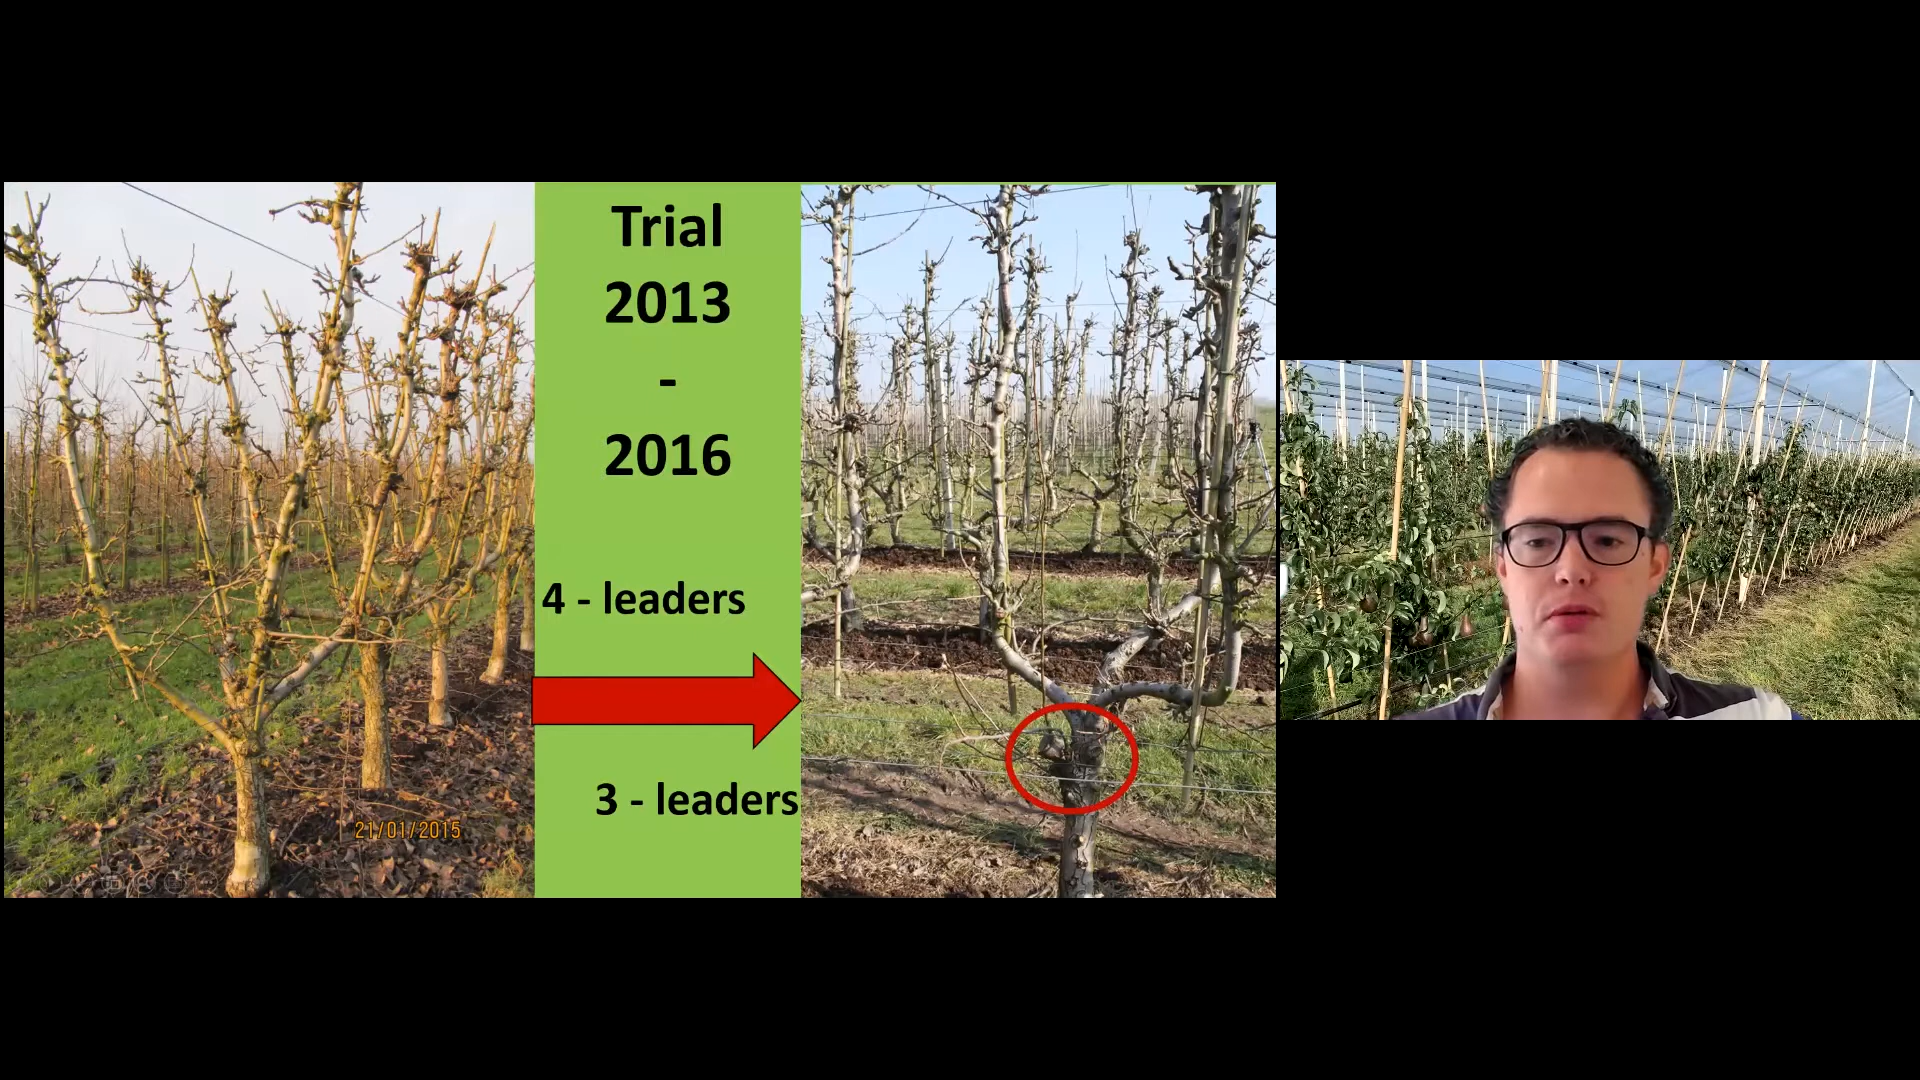 Trial
2013
-
2016
4 - leaders
3 - leaders
21/01/2015